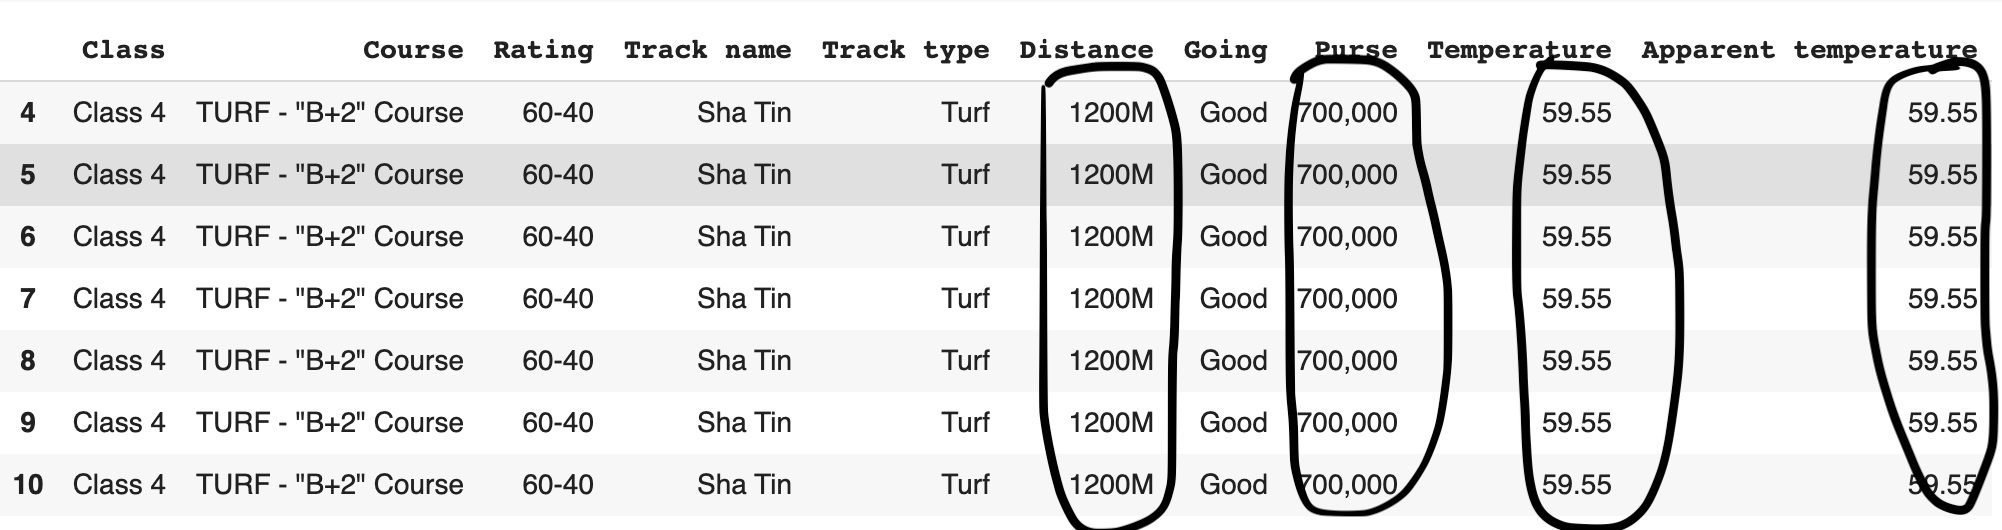 Class Course Rating Track name Track type Distance Going Purse Temperature Apparent temperature
4 Class 4 TURF - "B+2" Course 60-40 Sha Tin Turf 1200M Good 700,000 59.55 59.55
5 Class 4 TURF - "B+2" Course 60-40 Sha Tin Turf 1200M Good 700,000 59.55 59.55
6 Class 4 TURF - "B+2" Course 60-40 Sha Tin Turf 1200M Good 700,000 59.55 59.55
7 Class 4 TURF - "B+2" Course 60-40 Sha Tin Turf 1200M Good 700,000 59.55 59.55
8 Class 4 TURF - "B+2" Course 60-40 Sha Tin Turf 1200M Good 700,000 59.55 59.55
9 Class 4 TURF - "B+2" Course 60-40 Sha Tin Turf 1200M Good 700,000 59.55 59.55
10 Class 4 TURF - "B+2" Course 60-40 Sha Tin Turf 1200M Good 700,000 59.55 59.55